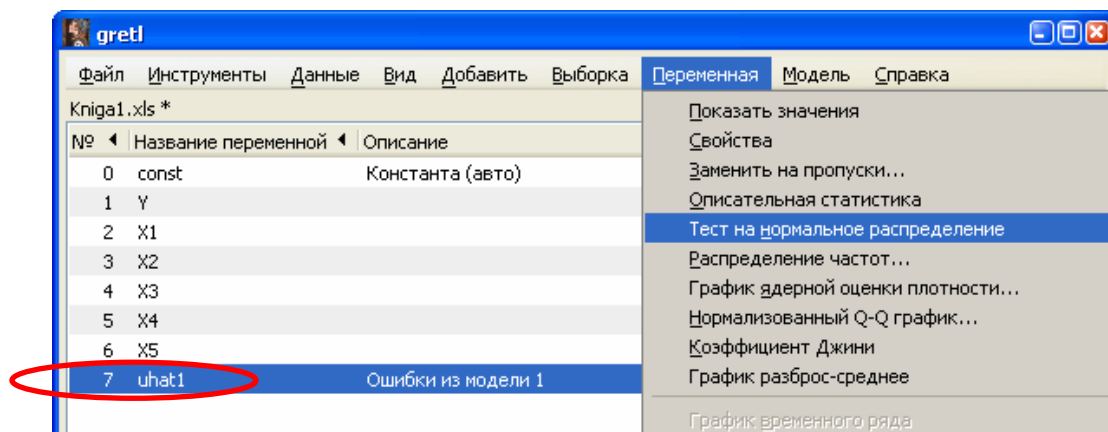 gretl
Файл Инструменты Данные Вид Добавить Выборка Переменная Модель Справка
Kniga1.xls *
№ Название переменной Описание
0 const Константа (авто)
1 Y
2 X1
3 X2
4 X3
5 X4
6 X5
7 uhat1 Ошибки из модели 1
Показать значения
Свойства
Заменить на пропуски...
Описательная статистика
Тест на нормальное распределение
Распределение частот...
График ядерной оценки плотности...
Нормализованный Q-Q график...
Коэффициент Джини
График разброс-среднее
График временного ряда